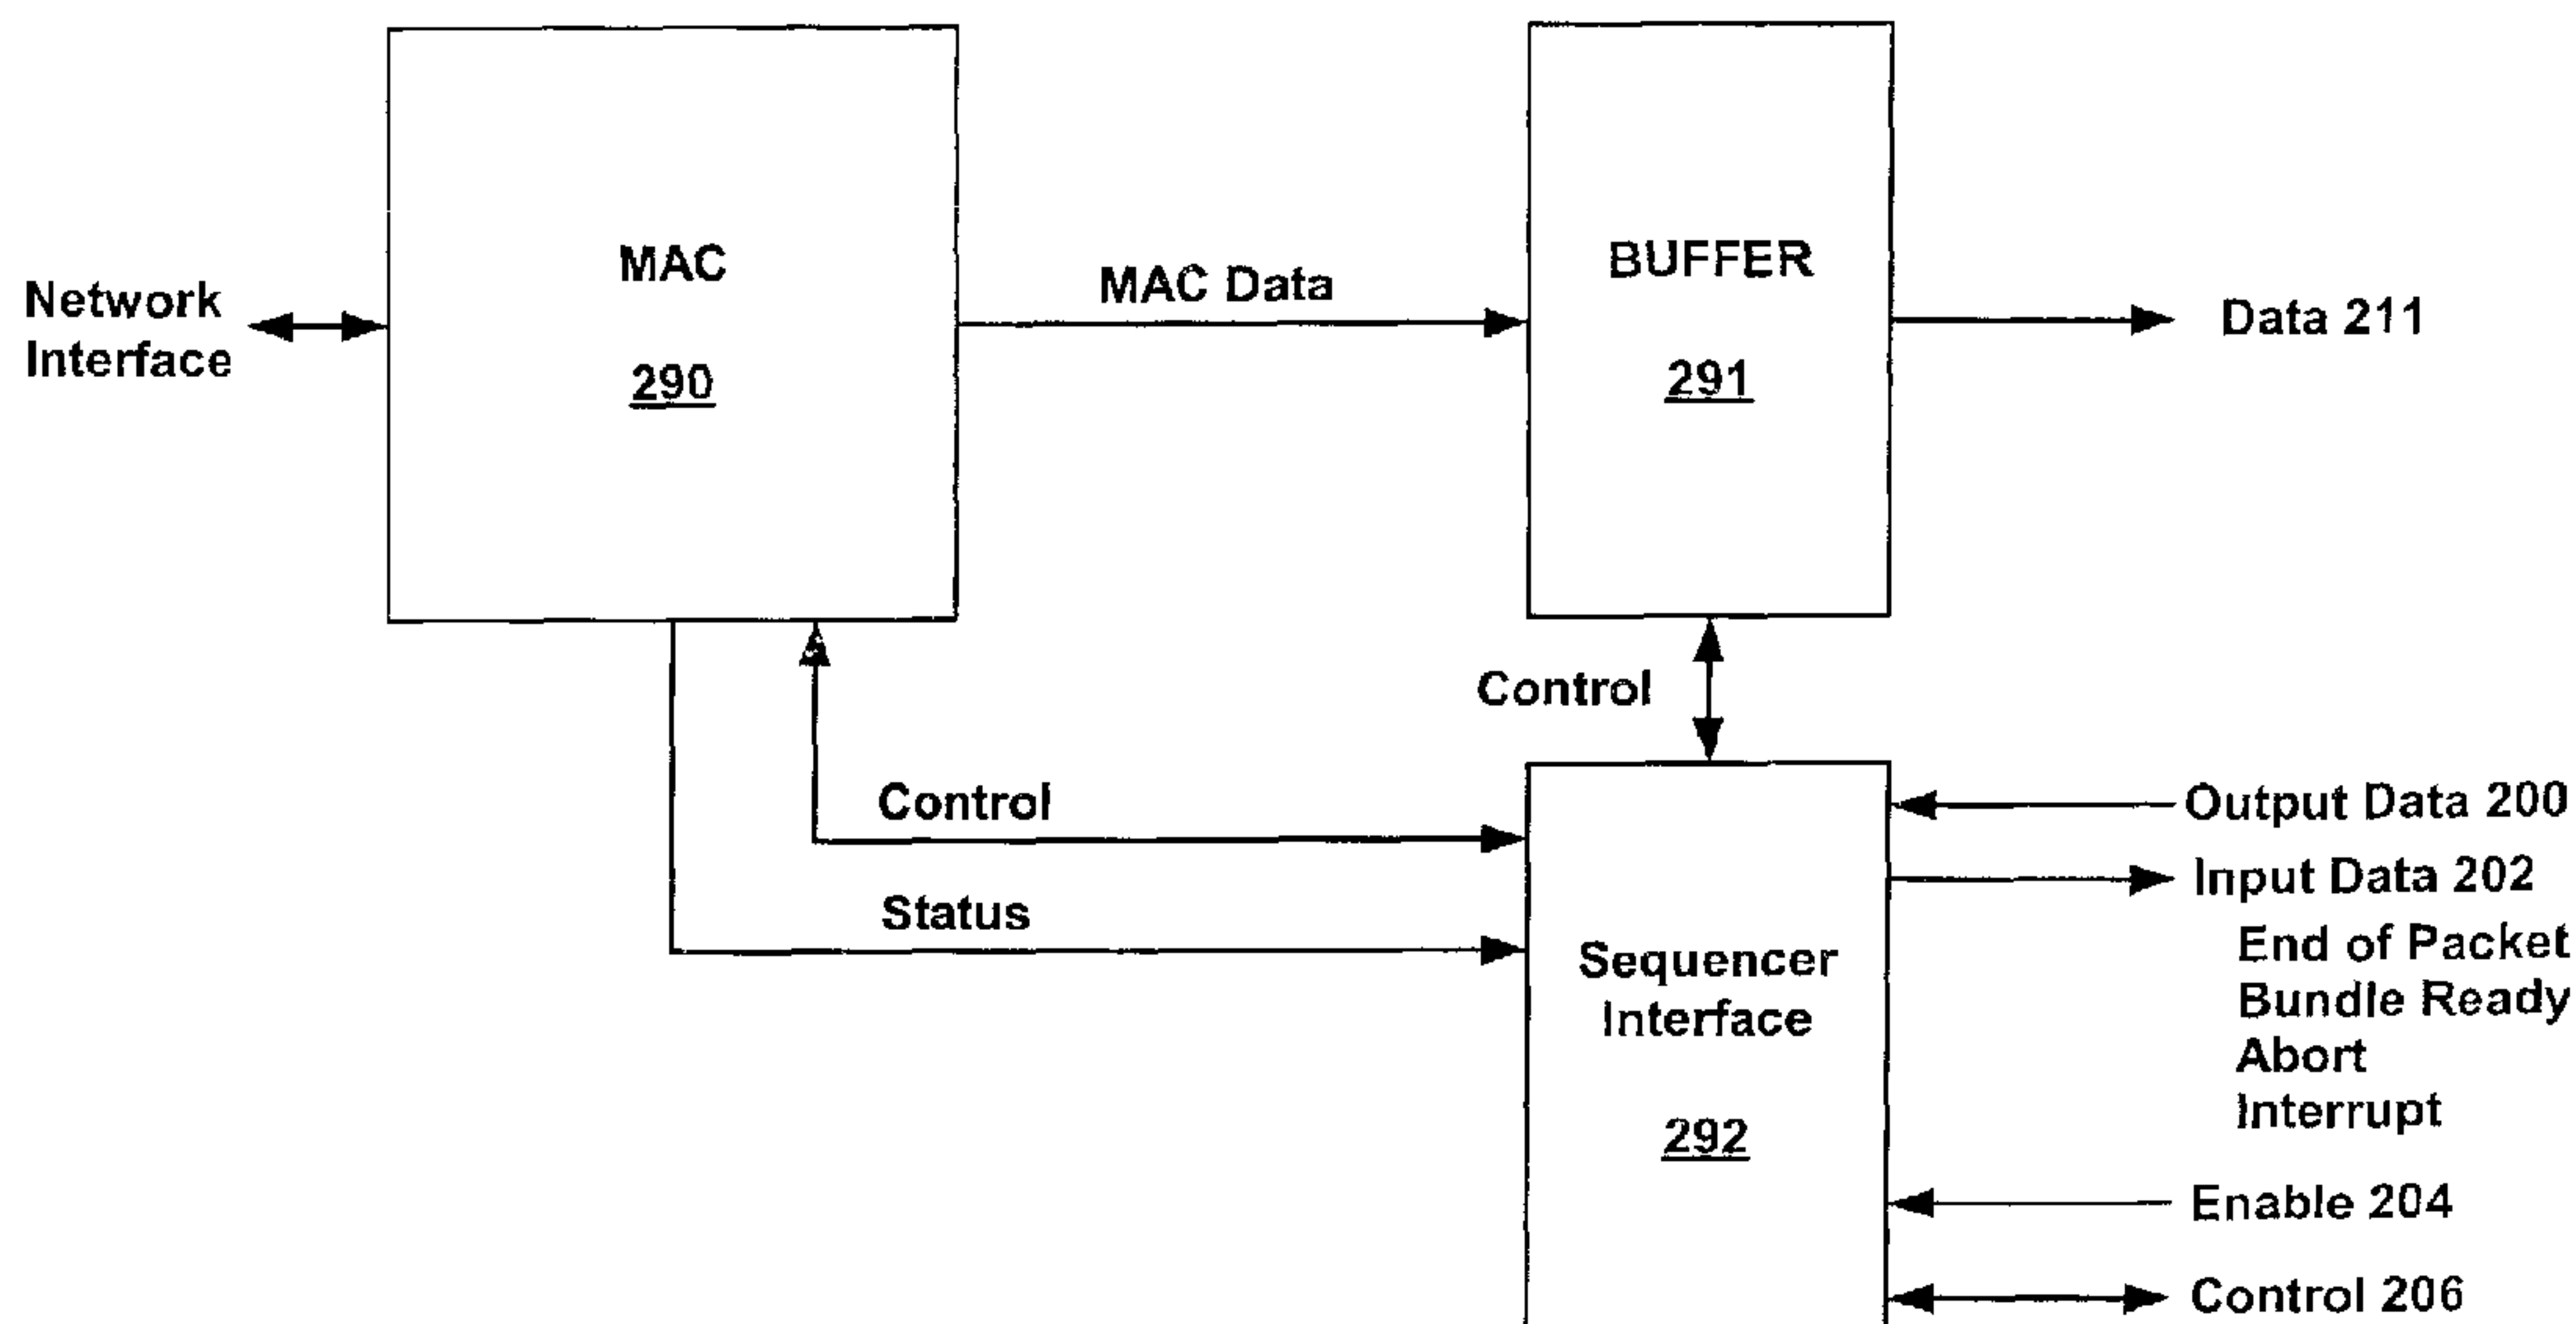 MAC
290
Network
Interface
MAC Data
BUFFER
291
Data 211
Control
Control
Status
Sequencer
Interface
292
Output Data 200
Input Data 202
End of Packet
Bundle Ready
Abort
Interrupt
Enable 204
Control 206